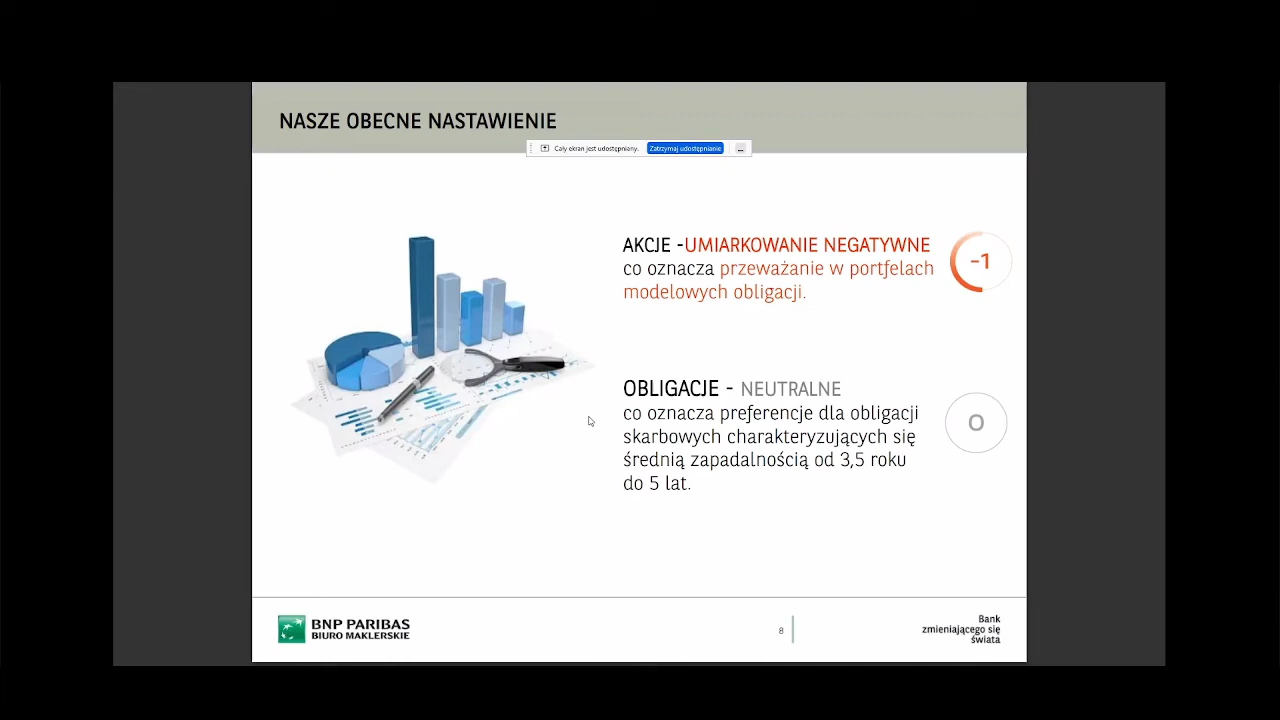 NASZE OBECNE NASTAWIENIE
Cały ekran jest udostępniany.
Zatrzymaj udostępnianie
AKCJE -UMIARKOWANIE NEGATYWNE
co oznacza przeważanie w portfelach
modelowych obligacji.
-1
OBLIGACJE - NEUTRALNE
co oznacza preferencje dla obligacji
skarbowych charakteryzujących się
średnią zapadalnością od 3,5 roku
do 5 lat.
0
BNP PARIBAS
BIURO MAKLERSKIE
8
Bank
zmieniającego się
świata